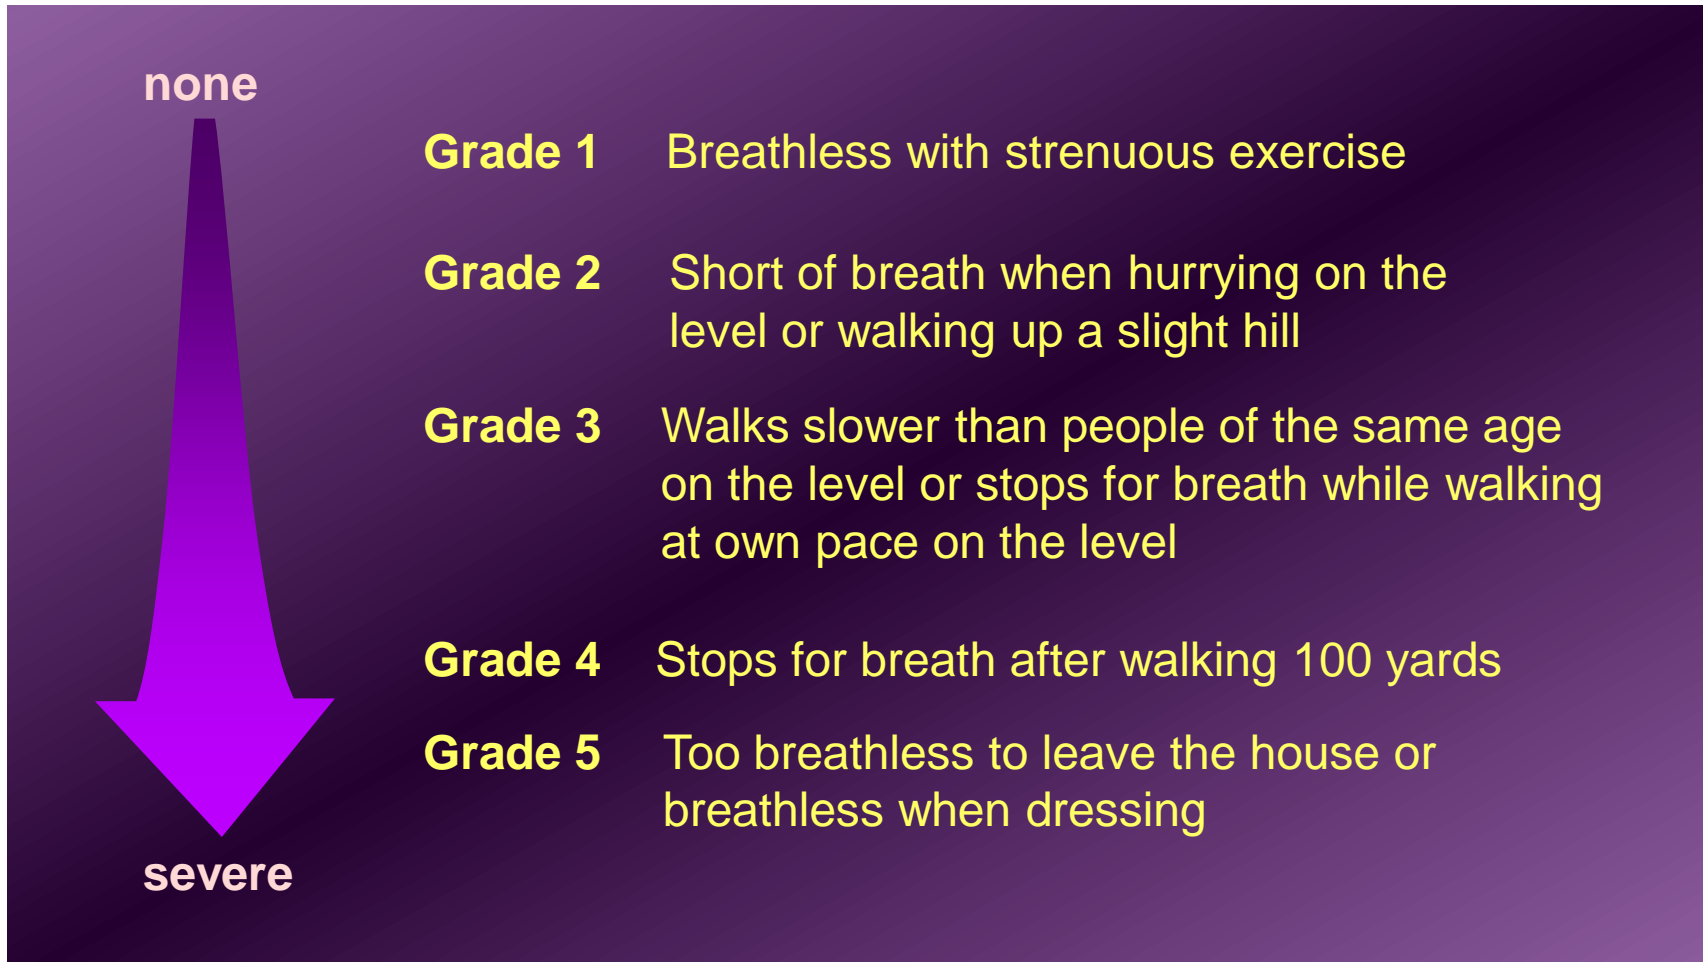 none
Grade 1 Breathless with strenuous exercise
Grade 2 Short of breath when hurrying on the
level or walking up a slight hill
Grade 3 Walks slower than people of the same age
on the level or stops for breath while walking
at own pace on the level
Grade 4 Stops for breath after walking 100 yards
Grade 5 Too breathless to leave the house or
breathless when dressing
severe